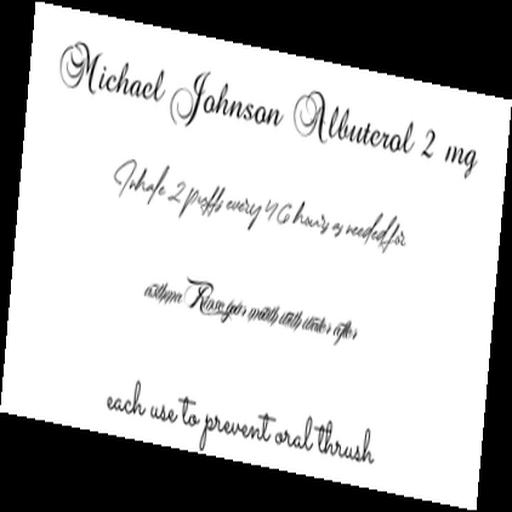 Michael Johnson Albuterol 2 mg
Inhale 2 puffs every 4 6 hours as needed for
asthma Rinse your mouth with water after
each use to prevent oral thrush